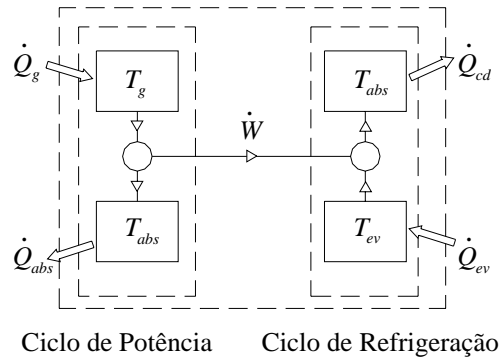 Q̇g Tg Tabs Q̇cd
Ẇ
Q̇abs Tabs Tev Q̇ev
Ciclo de Potência Ciclo de Refrigeração